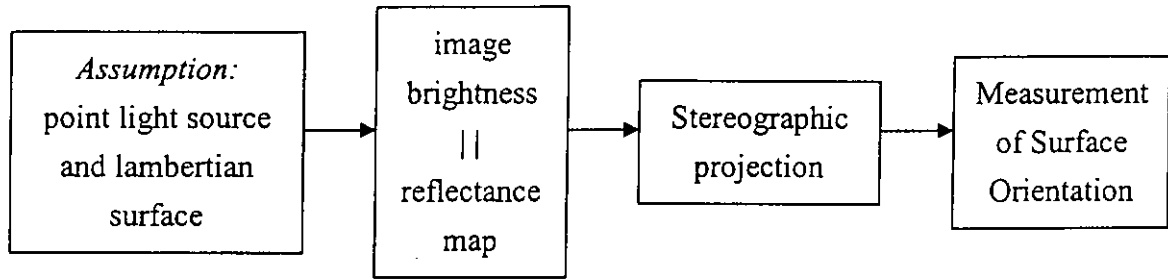 Assumption:
point light source
and lambertian
surface
image
brightness
||
reflectance
map
Stereographic
projection
Measurement
of Surface
Orientation